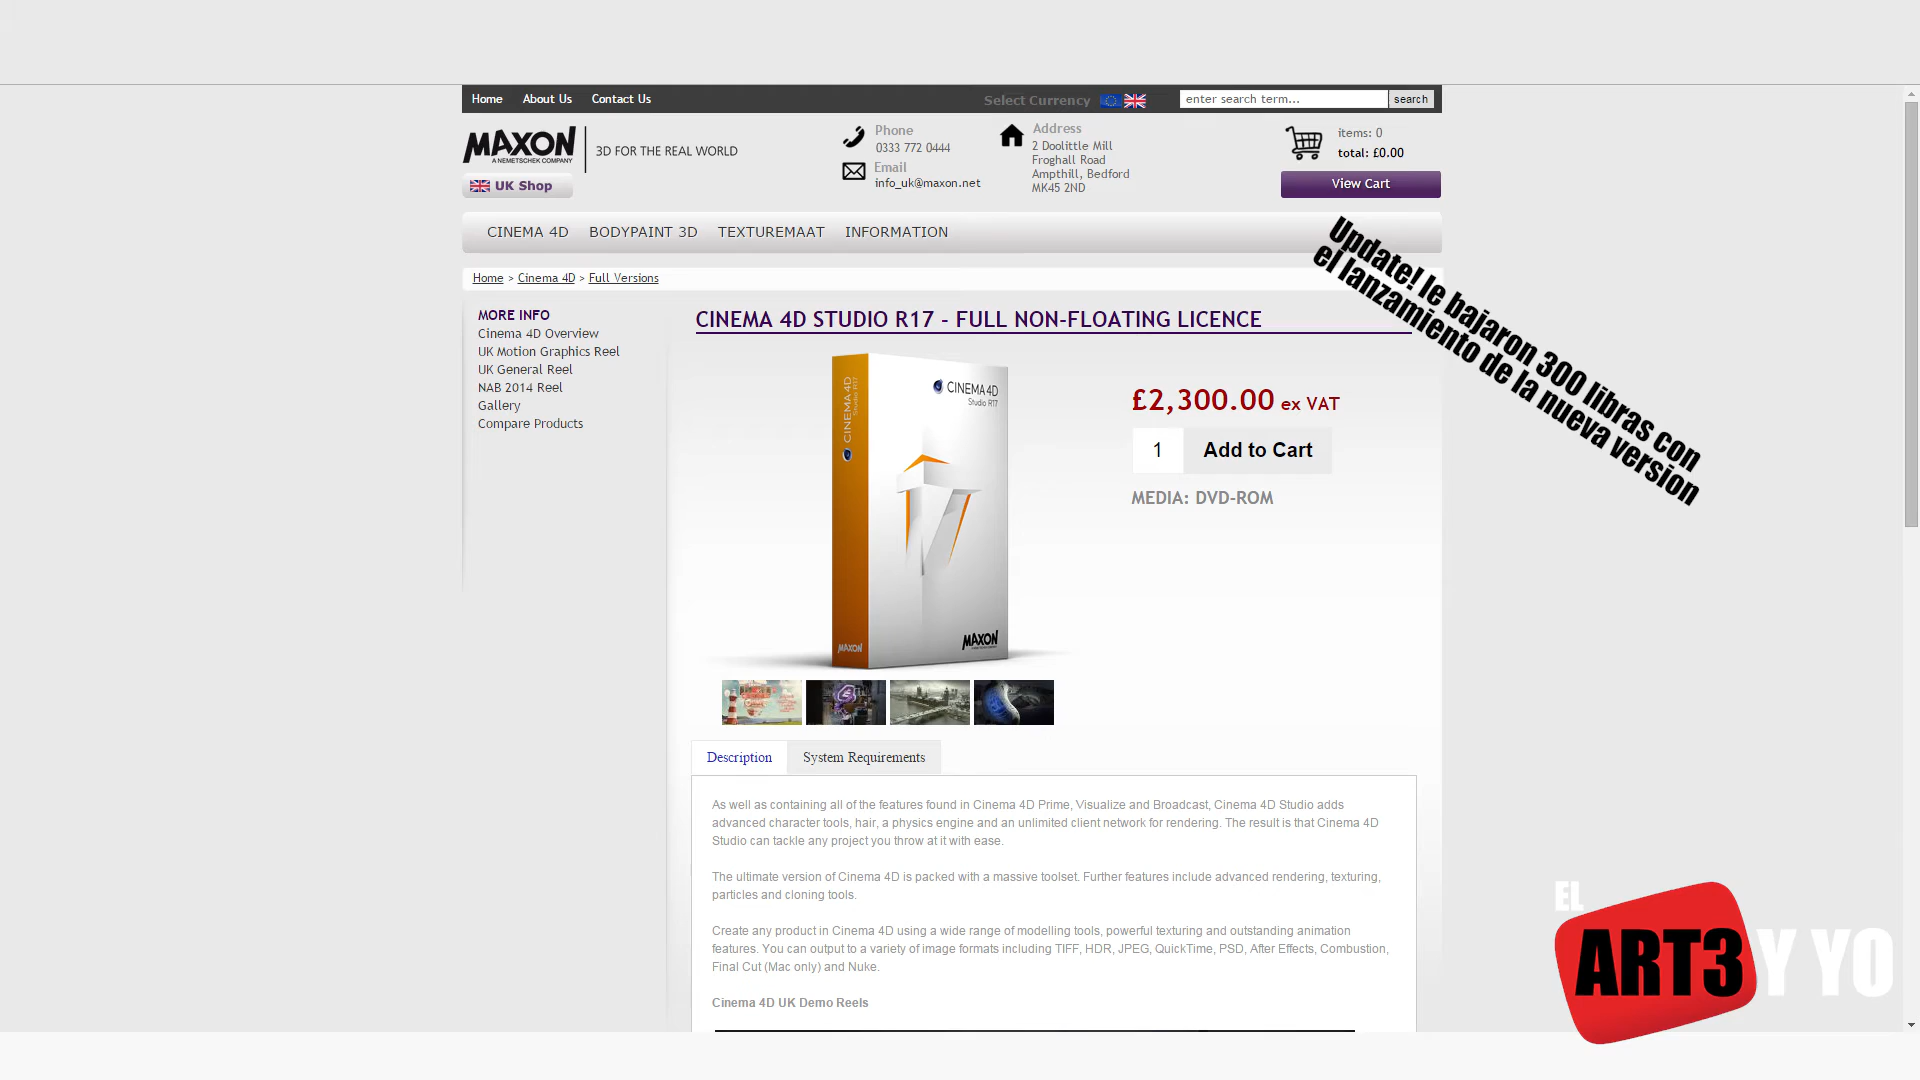 Home About Us Contact Us
Select Currency
enter search term...
search
MAXON
A NEMETSCHEK COMPANY
3D FOR THE REAL WORLD
UK Shop
Phone
0333 772 0444
Email
info_uk@maxon.net
Address
2 Doolittle Mill
Froghall Road
Ampthill, Bedford
MK45 2ND
items: 0
total: £0.00
View Cart
CINEMA 4D BODYPAINT 3D TEXTUREMAAT INFORMATION
Home > Cinema 4D > Full Versions
Update! le bajaron 300 libras con
el lanzamiento de la nueva version
MORE INFO
Cinema 4D Overview
UK Motion Graphics Reel
UK General Reel
NAB 2014 Reel
Gallery
Compare Products
CINEMA 4D STUDIO R17 - FULL NON-FLOATING LICENCE
CINEMA 4D
Studio R17
CINEMA 4D
Studio R17
MAXON
MAXON
£2,300.00 ex VAT
1
Add to Cart
MEDIA: DVD-ROM
Description
System Requirements
As well as containing all of the features found in Cinema 4D Prime, Visualize and Broadcast, Cinema 4D Studio adds
advanced character tools, hair, a physics engine and an unlimited client network for rendering. The result is that Cinema 4D
Studio can tackle any project you throw at it with ease.
The ultimate version of Cinema 4D is packed with a massive toolset. Further features include advanced rendering, texturing,
particles and cloning tools.
Create any product in Cinema 4D using a wide range of modelling tools, powerful texturing and outstanding animation
features. You can output to a variety of image formats including TIFF, HDR, JPEG, QuickTime, PSD, After Effects, Combustion,
Final Cut (Mac only) and Nuke.
Cinema 4D UK Demo Reels
EL
ART3 Y YO